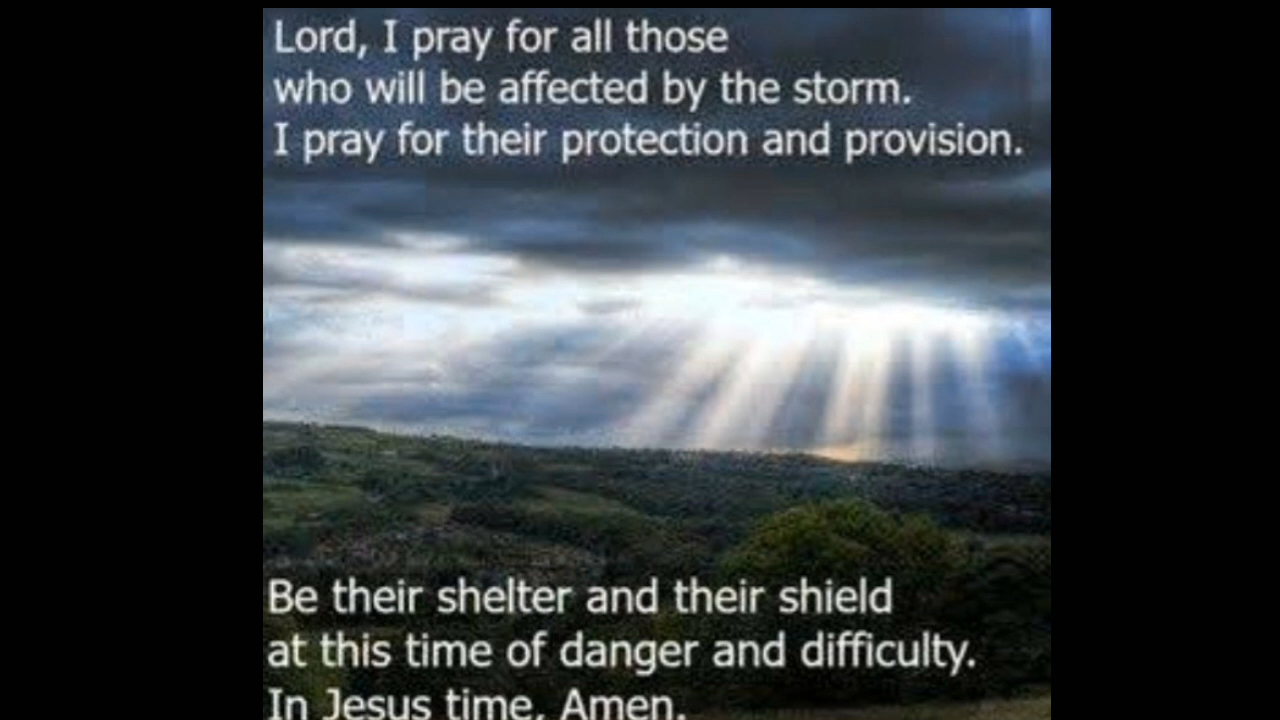 Lord, I pray for all those
who will be affected by the storm.
I pray for their protection and provision.
Be their shelter and their shield
at this time of danger and difficulty.
In Jesus time, Amen.